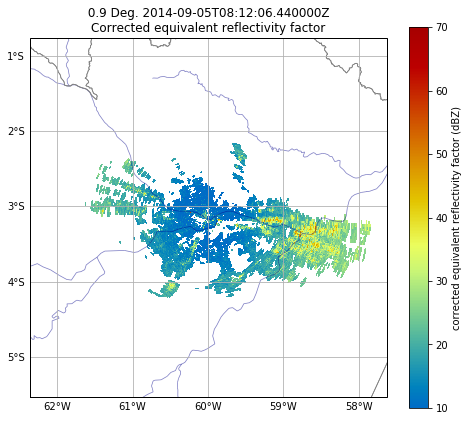 0.9 Deg. 2014-09-05T08:12:06.440000Z
Corrected equivalent reflectivity factor
1°S
2°S
3°S
4°S
5°S
62°W 61°W 60°W 59°W 58°W
70
60
50
40
30
20
10
corrected equivalent reflectivity factor (dBZ)